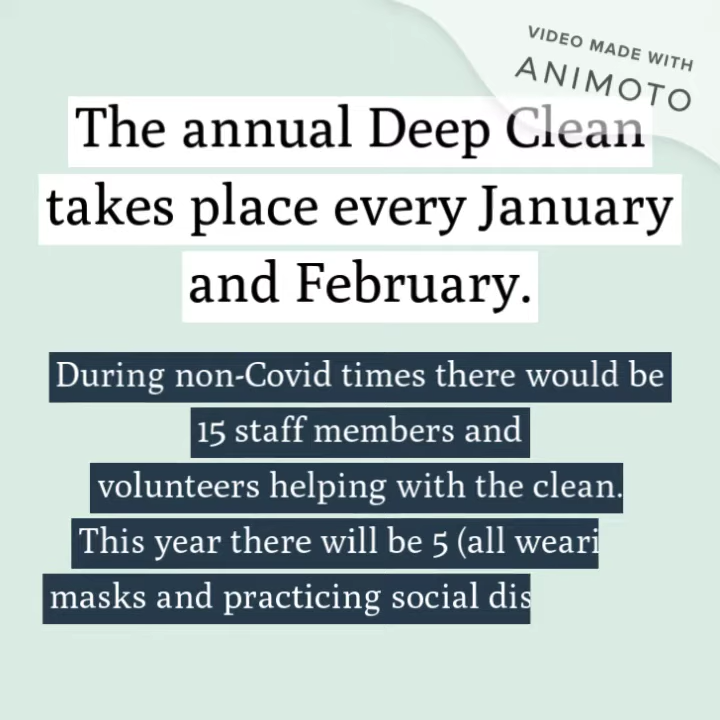 VIDEO MADE WITH
ANIMOTO
The annual Deep Clean
takes place every January
and February.
During non-Covid times there would be
15 staff members and
volunteers helping with the clean.
This year there will be 5 (all weari
masks and practicing social dis